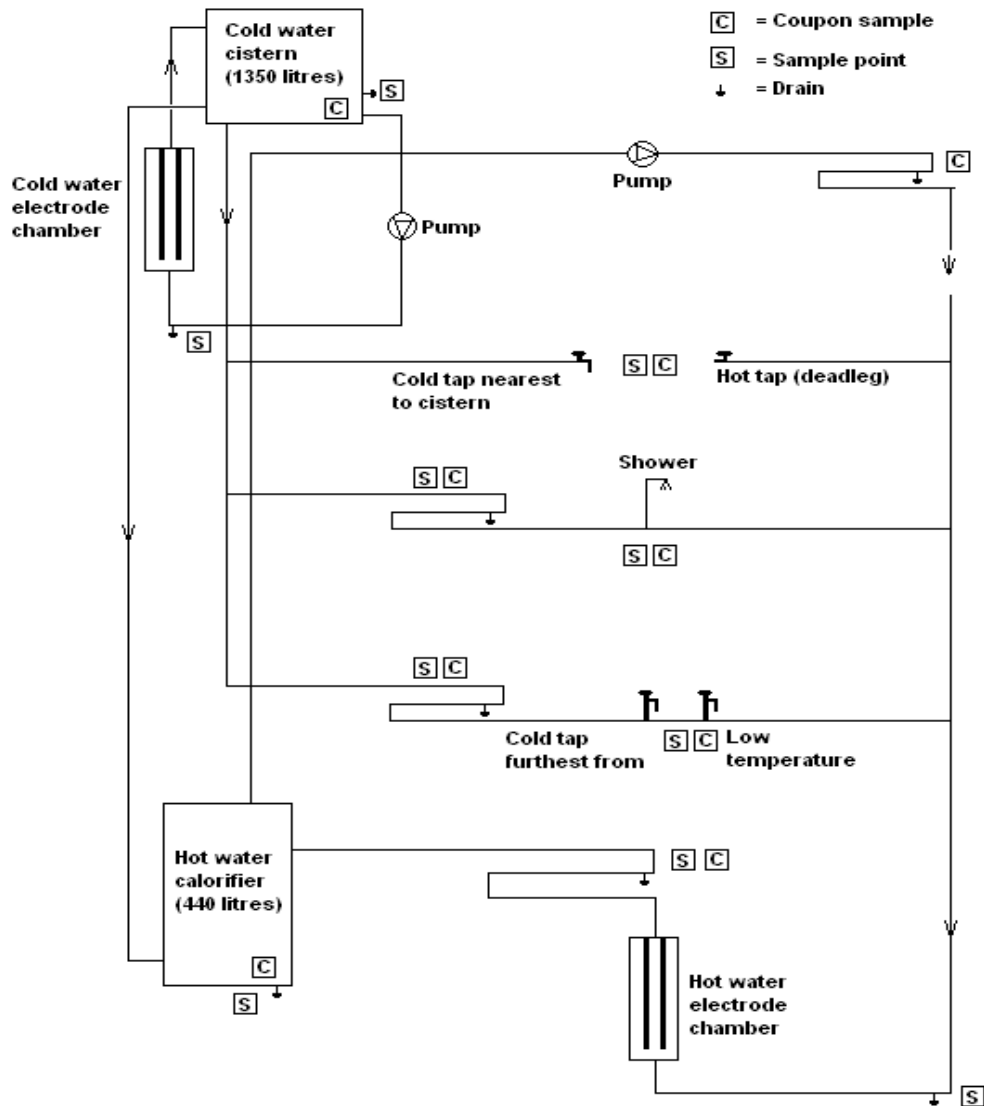 Cold water
cistern
(1350 litres)
C
S
C = Coupon sample
S = Sample point
= Drain
Cold water
electrode
chamber
Pump
Pump
C
S
Cold tap nearest
to cistern
S C
Hot tap (deadleg)
Shower
S C
S C
S C
Cold tap
furthest from
S C Low
temperature
Hot water
calorifier
(440 litres)
C
S
S C
Hot water
electrode
chamber
S